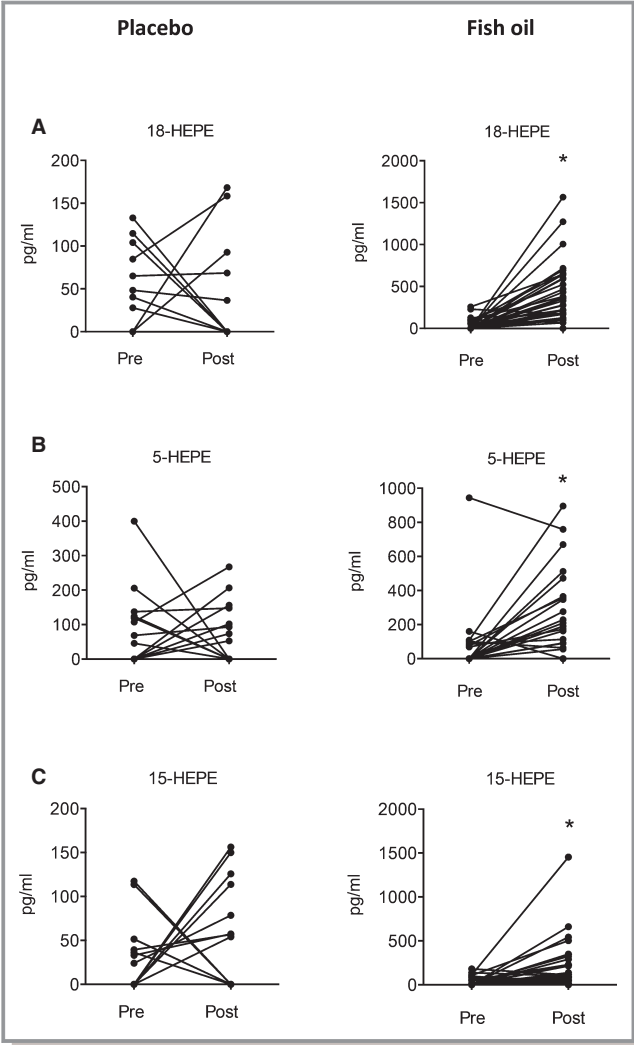 Placebo Fish oil
A
18-HEPE 18-HEPE
200 2000
*
150 1500
100 1000
50 500
0 0
pg/ml pg/ml
Pre Post Pre Post
B
5-HEPE 5-HEPE
500 1000
*
400 800
300 600
200 400
100 200
0 0
pg/ml pg/ml
Pre Post Pre Post
C
15-HEPE 15-HEPE
200 2000
*
150 1500
100 1000
50 500
0 0
pg/ml pg/ml
Pre Post Pre Post